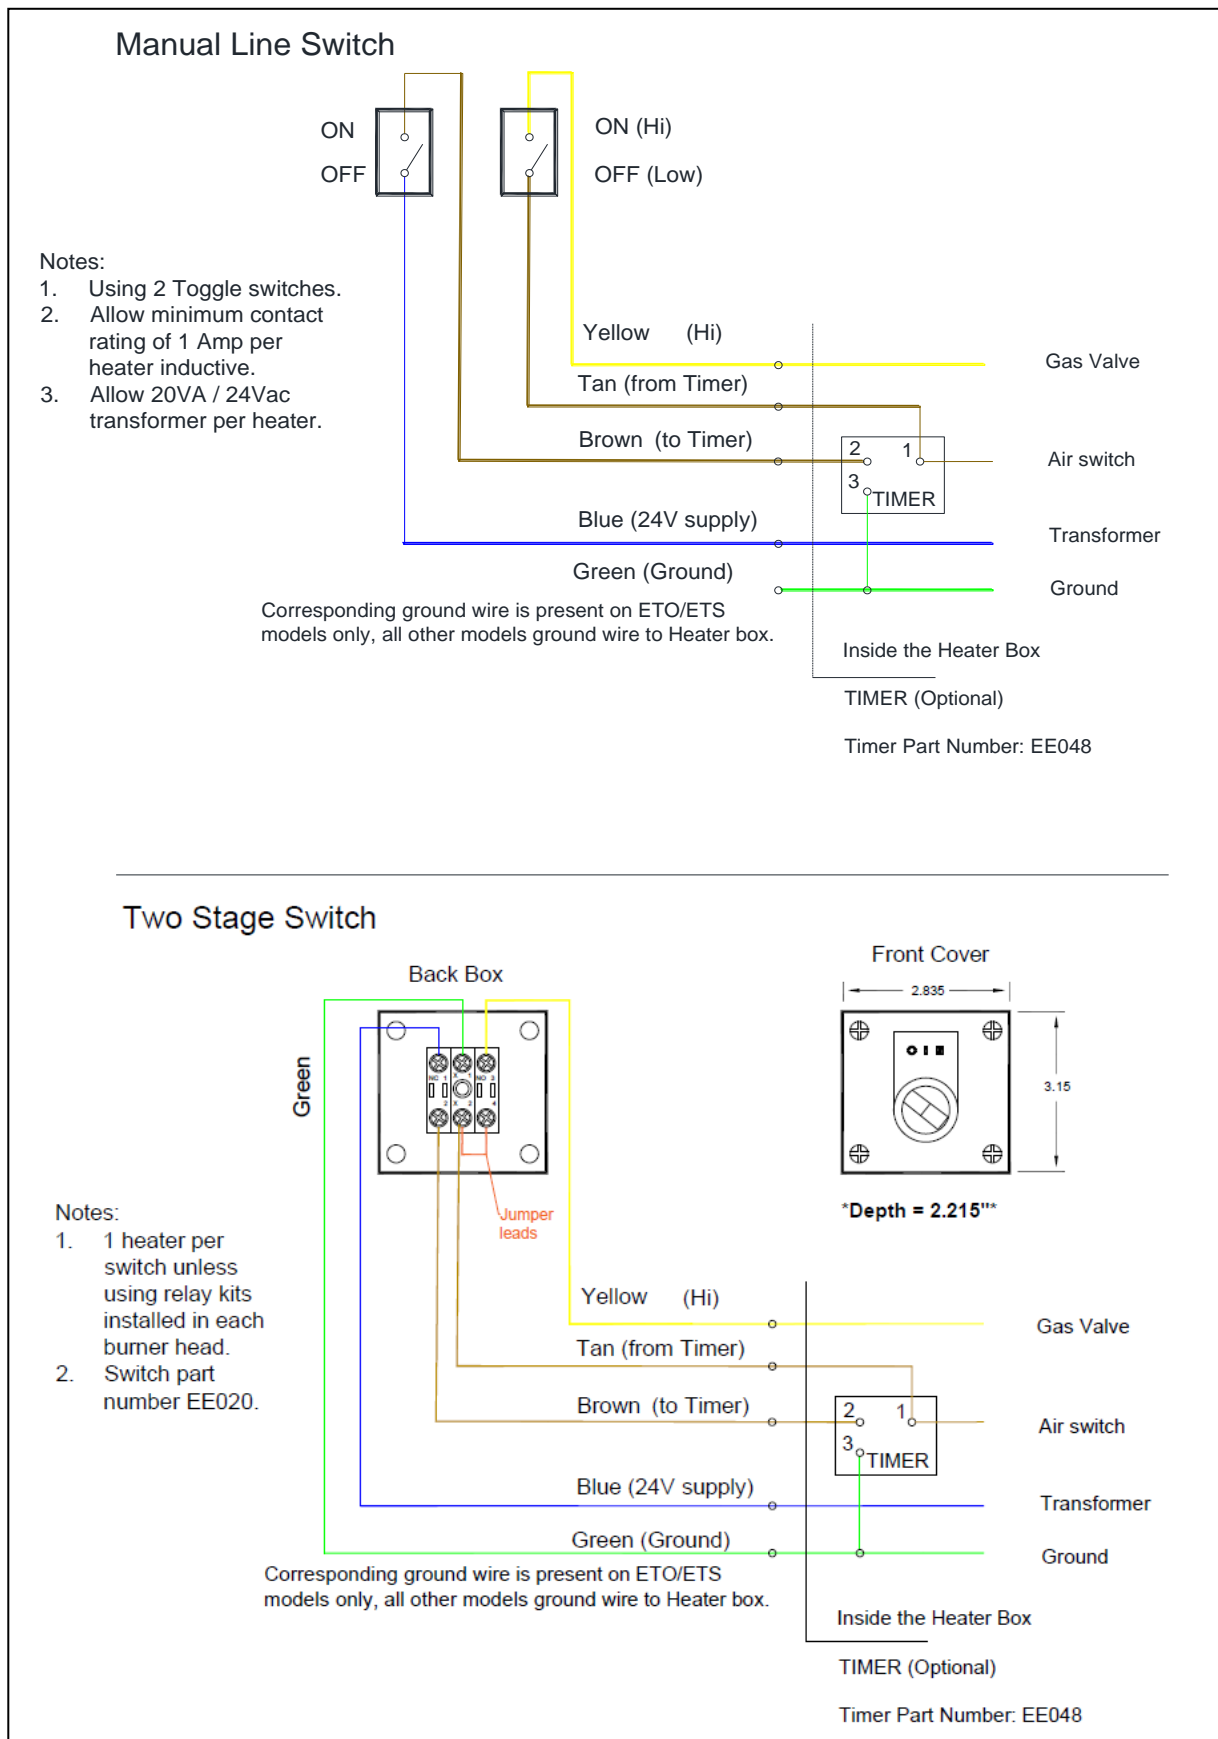 Manual Line Switch
ON
OFF
ON (Hi)
OFF (Low)
Notes:
1. Using 2 Toggle switches.
2. Allow minimum contact
rating of 1 Amp per
heater inductive.
3. Allow 20VA / 24Vac
transformer per heater.
Yellow (Hi)
Gas Valve
Tan (from Timer)
Brown (to Timer)
2 1
3
TIMER
Air switch
Blue (24V supply)
Transformer
Green (Ground)
Ground
Corresponding ground wire is present on ETO/ETS
models only, all other models ground wire to Heater box.
Inside the Heater Box
TIMER (Optional)
Timer Part Number: EE048
Two Stage Switch
Back Box
Front Cover
2.835
3.15
Green
NC 1
X 1
NO 3
2
X 2
4
O I II
Jumper
leads
*Depth = 2.215"*
Notes:
1. 1 heater per
switch unless
using relay kits
installed in each
burner head.
2. Switch part
number EE020.
Yellow (Hi)
Gas Valve
Tan (from Timer)
Brown (to Timer)
2 1
3
TIMER
Air switch
Blue (24V supply)
Transformer
Green (Ground)
Ground
Corresponding ground wire is present on ETO/ETS
models only, all other models ground wire to Heater box.
Inside the Heater Box
TIMER (Optional)
Timer Part Number: EE048